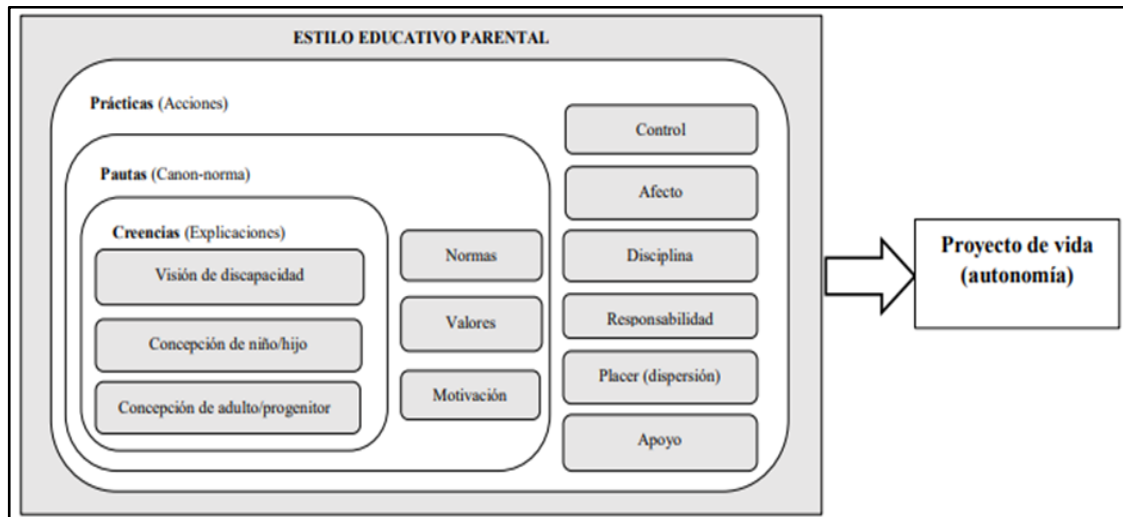 ESTILO EDUCATIVO PARENTAL
Prácticas (Acciones)
Pautas (Canon-norma)
Creencias (Explicaciones)
Visión de discapacidad
Concepción de niño/hijo
Concepción de adulto/progenitor
Normas
Valores
Motivación
Control
Afecto
Disciplina
Responsabilidad
Placer (dispersión)
Apoyo
Proyecto de vida
(autonomía)